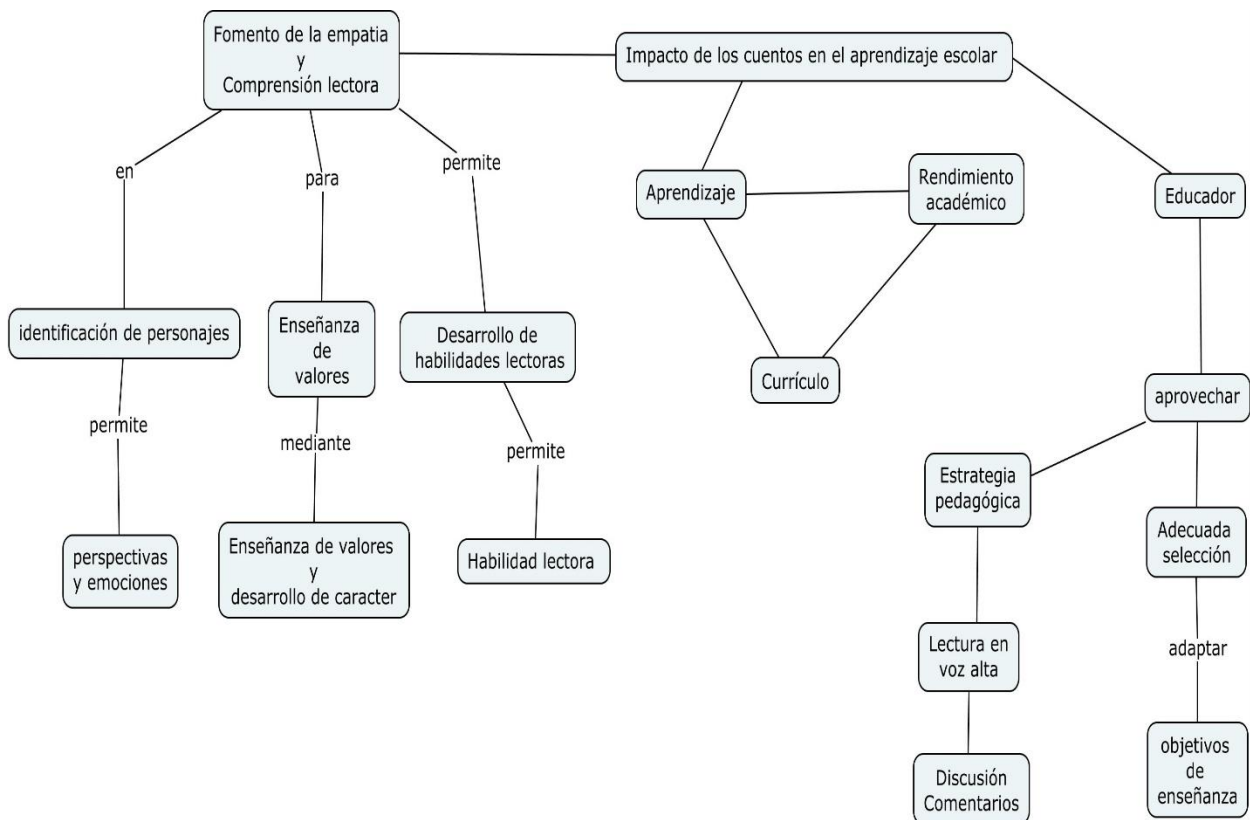 Fomento de la empatia
y
Comprensión lectora
Impacto de los cuentos en el aprendizaje escolar
en
para
permite
Aprendizaje
Rendimiento
académico
Educador
identificación de personajes
Enseñanza
de
valores
Desarrollo de
habilidades lectoras
Currículo
aprovechar
permite
mediante
permite
Estrategia
pedagógica
Adecuada
selección
perspectivas
y emociones
Enseñanza de valores
y
desarrollo de caracter
Habilidad lectora
Lectura en
voz alta
adaptar
Discusión
Comentarios
objetivos
de
enseñanza